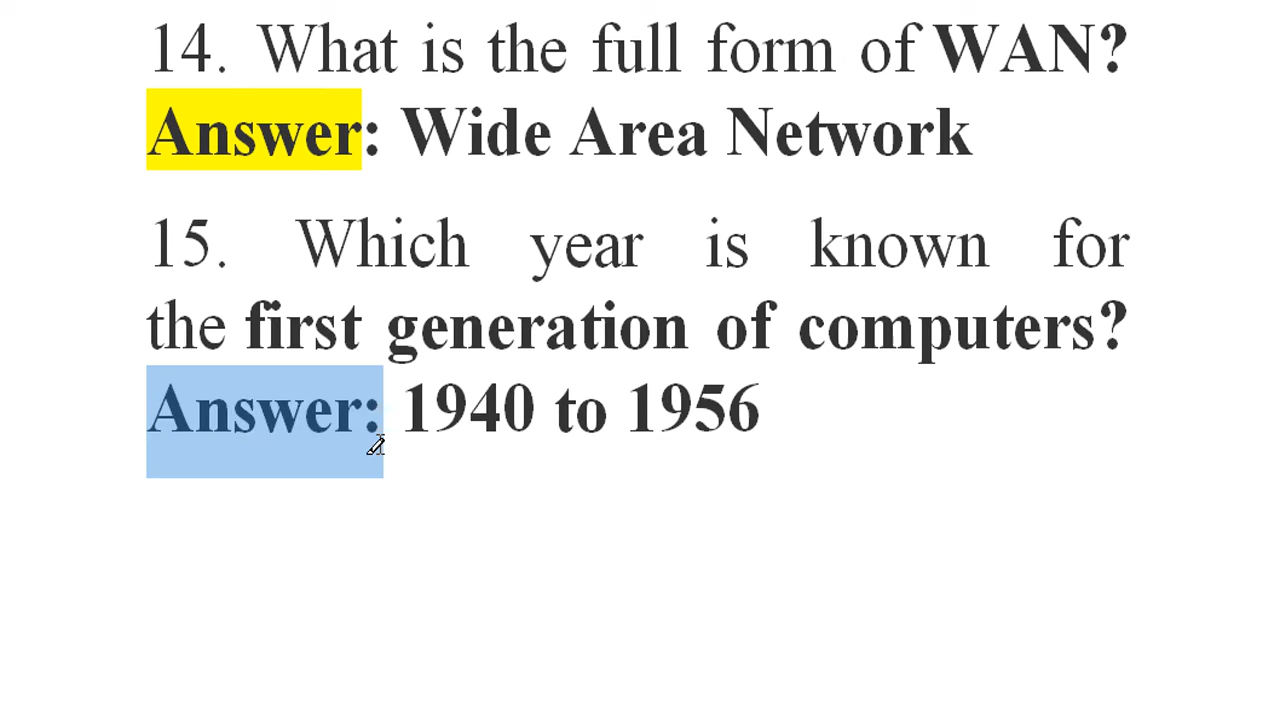 14. What is the full form of WAN?
Answer: Wide Area Network
15. Which year is known for
the first generation of computers?
Answer: 1940 to 1956